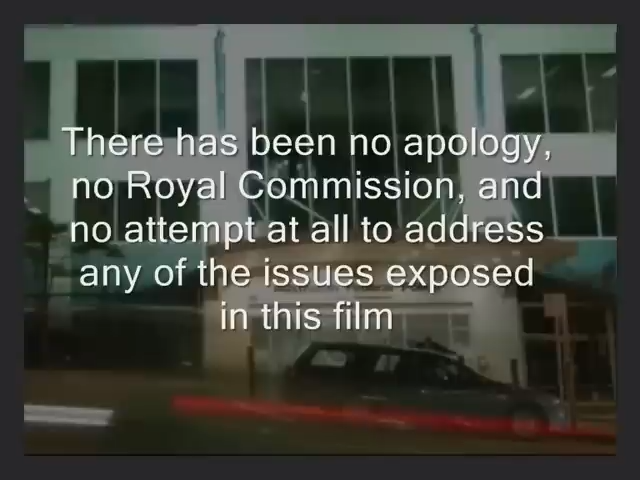 There has been no apology,
no Royal Commission, and
no attempt at all to address
any of the issues exposed
in this film